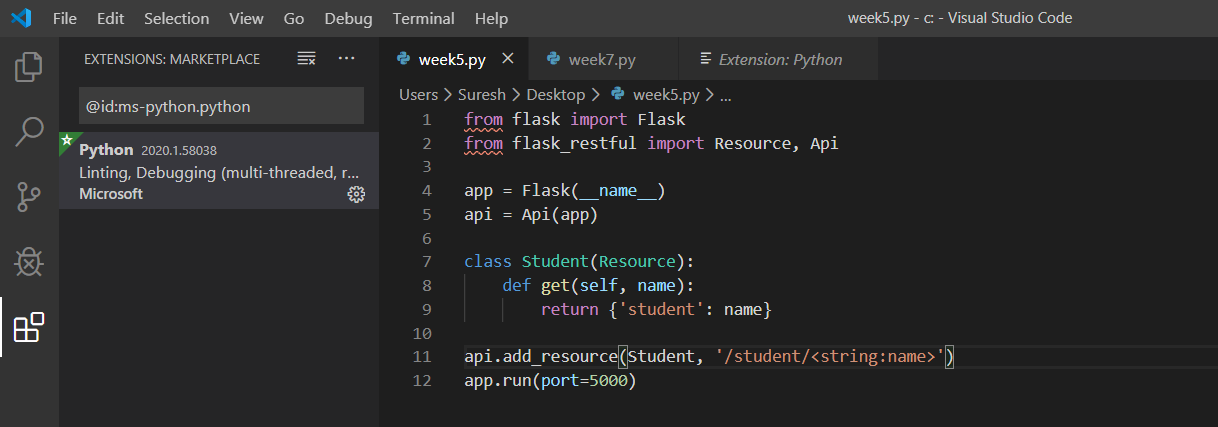 File Edit Selection View Go Debug Terminal Help week5.py - c: - Visual Studio Code
EXTENSIONS: MARKETPLACE
@id:ms-python.python
Python 2020.1.58038
Linting, Debugging (multi-threaded, r...
Microsoft
week5.py week7.py Extension: Python
Users > Suresh > Desktop > week5.py > ...
1 from flask import Flask
2 from flask_restful import Resource, Api
3
4 app = Flask(__name__)
5 api = Api(app)
6
7 class Student(Resource):
8     def get(self, name):
9         return {'student': name}
10
11 api.add_resource(Student, '/student/<string:name>')
12 app.run(port=5000)